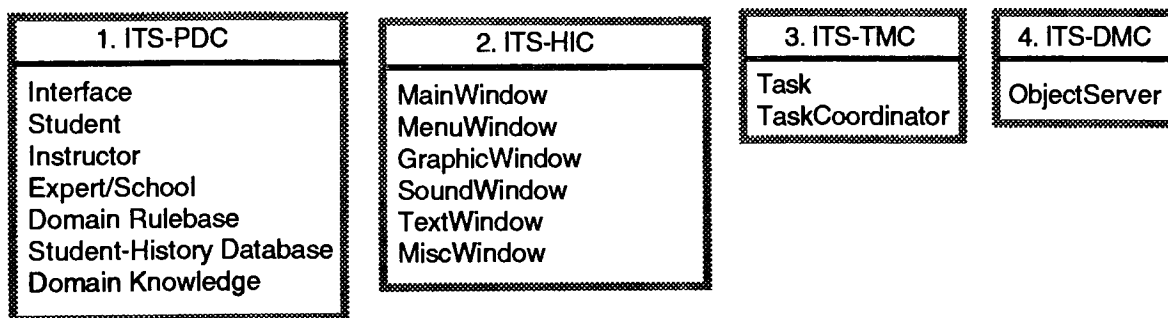 1. ITS-PDC
Interface
Student
Instructor
Expert/School
Domain Rulebase
Student-History Database
Domain Knowledge
2. ITS-HIC
MainWindow
MenuWindow
GraphicWindow
SoundWindow
TextWindow
MiscWindow
3. ITS-TMC
Task
TaskCoordinator
4. ITS-DMC
ObjectServer